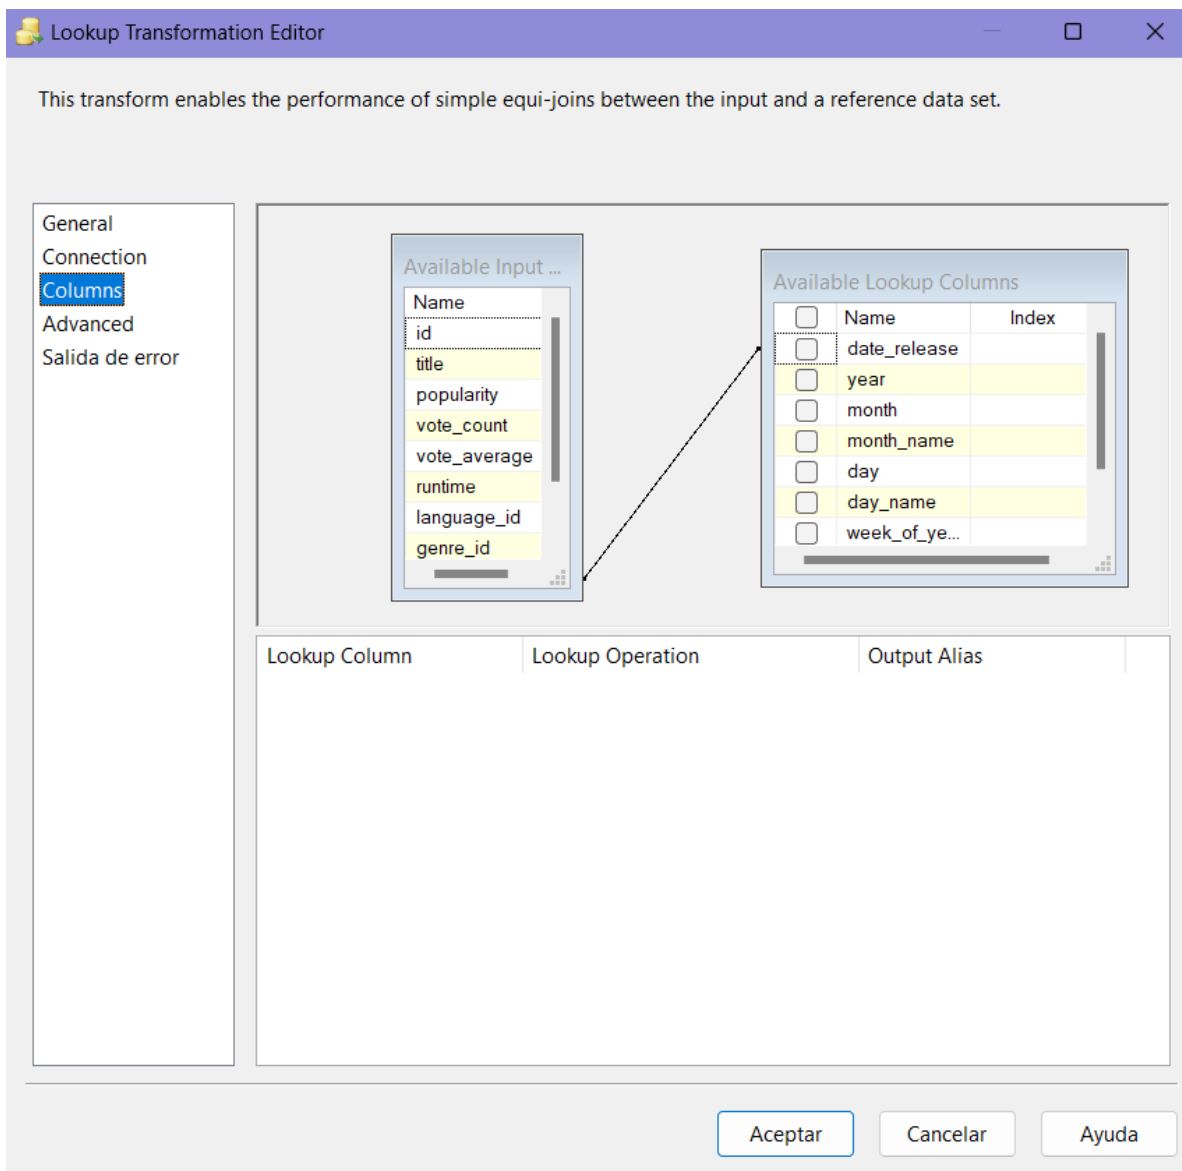 Lookup Transformation Editor
This transform enables the performance of simple equi-joins between the input and a reference data set.
General
Connection
Columns
Advanced
Salida de error
Available Input ...
Name
id
title
popularity
vote_count
vote_average
runtime
language_id
genre_id
Available Lookup Columns
Name Index
date_release
year
month
month_name
day
day_name
week_of_ye...
Lookup Column Lookup Operation Output Alias
Aceptar Cancelar Ayuda